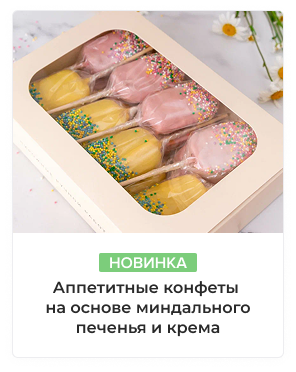 НОВИНКА
Аппетитные конфеты
на основе миндального
печенья и крема